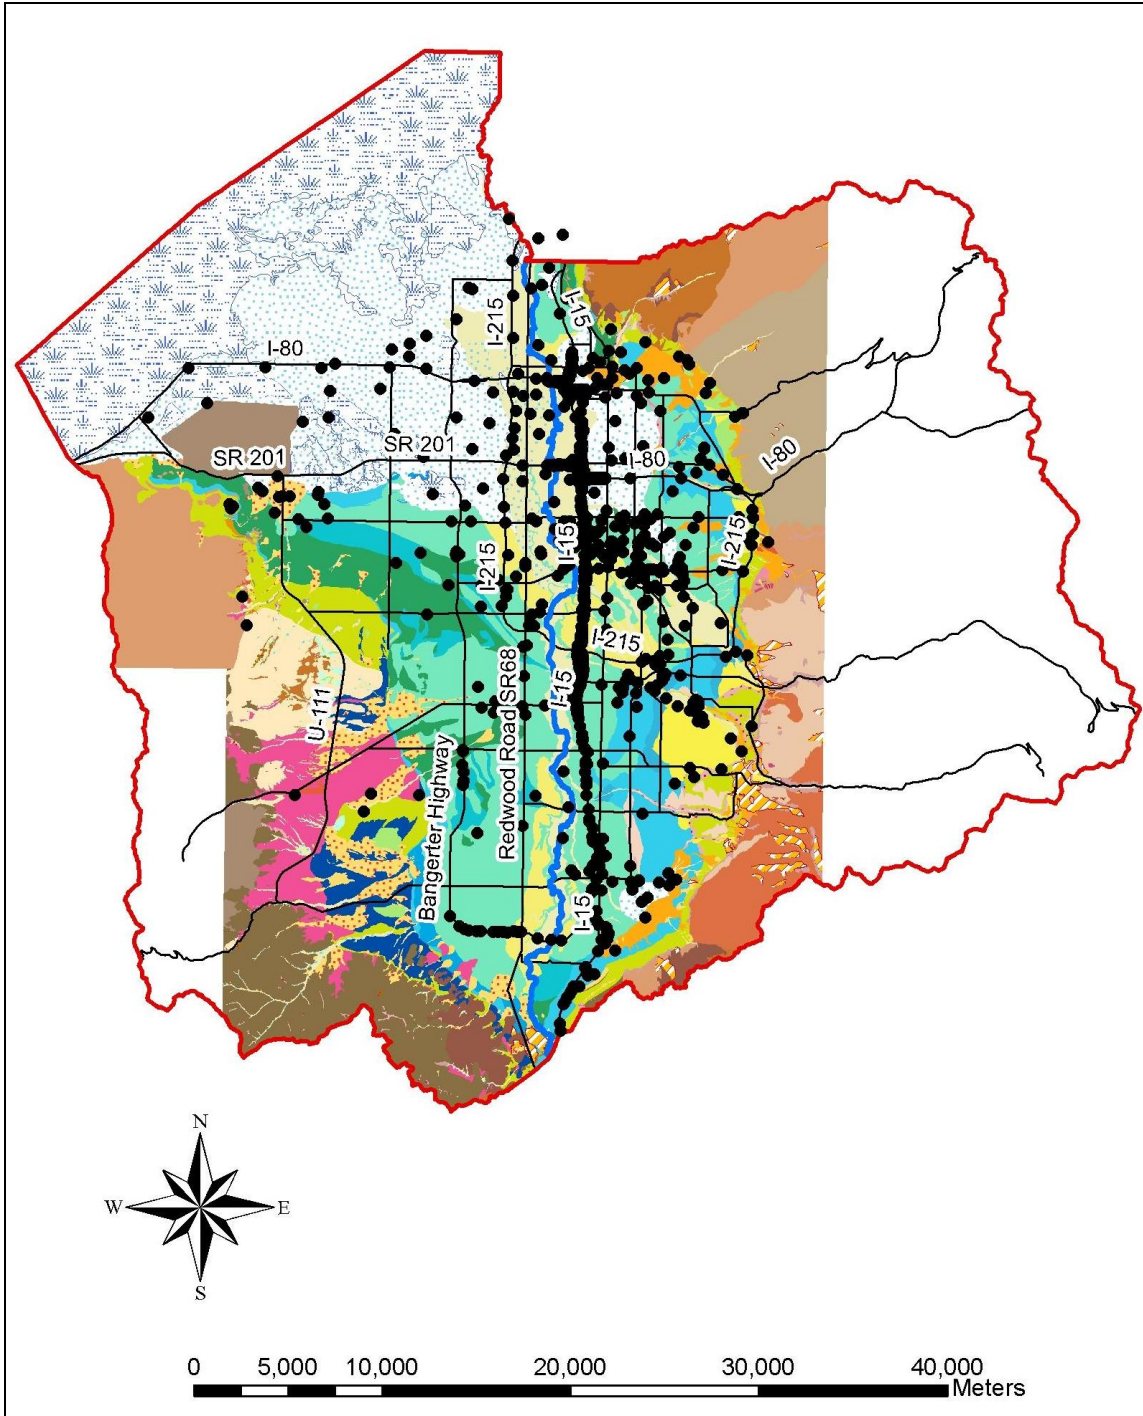 I-215
I-15
I-80
SR 201
SR 201
I-80
I-80
I-15
I-215
I-215
I-215
I-15
U-111
Redwood Road SR68
Bangerter Highway
I-15
N
W
E
S
0 5,000 10,000 20,000 30,000 40,000
Meters